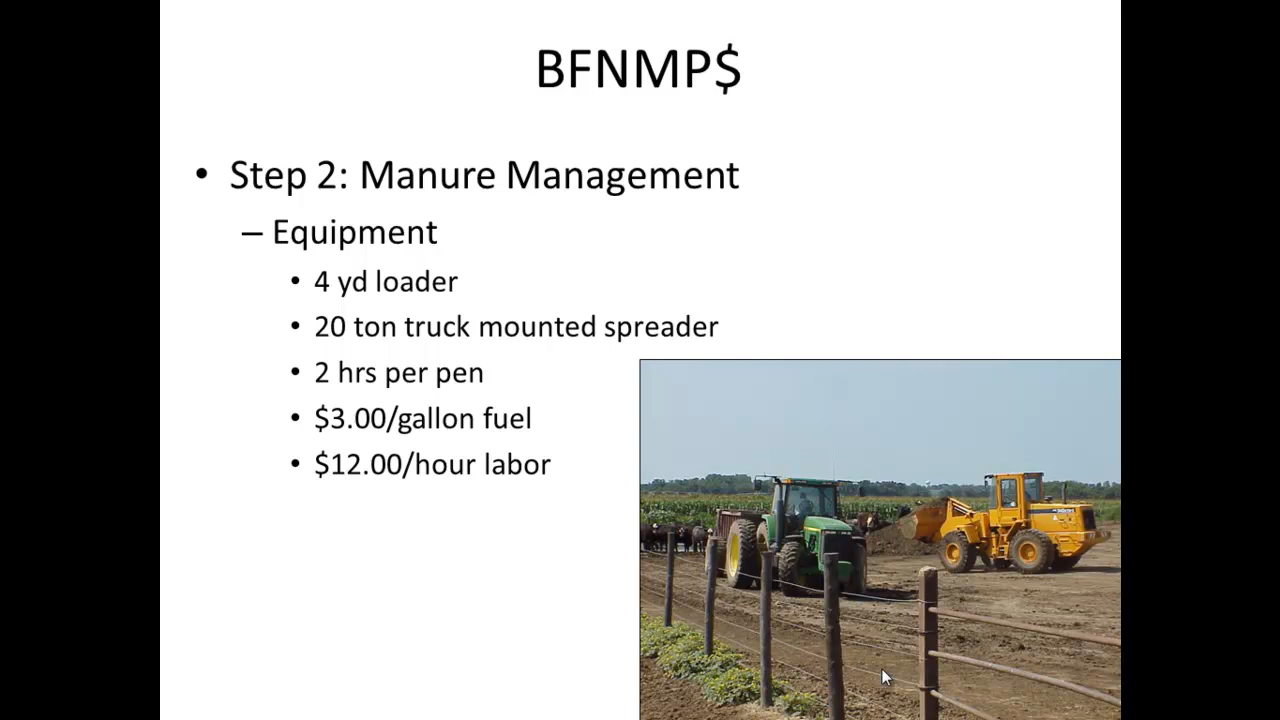 BFNMP$
• Step 2: Manure Management
– Equipment
• 4 yd loader
• 20 ton truck mounted spreader
• 2 hrs per pen
• $3.00/gallon fuel
• $12.00/hour labor